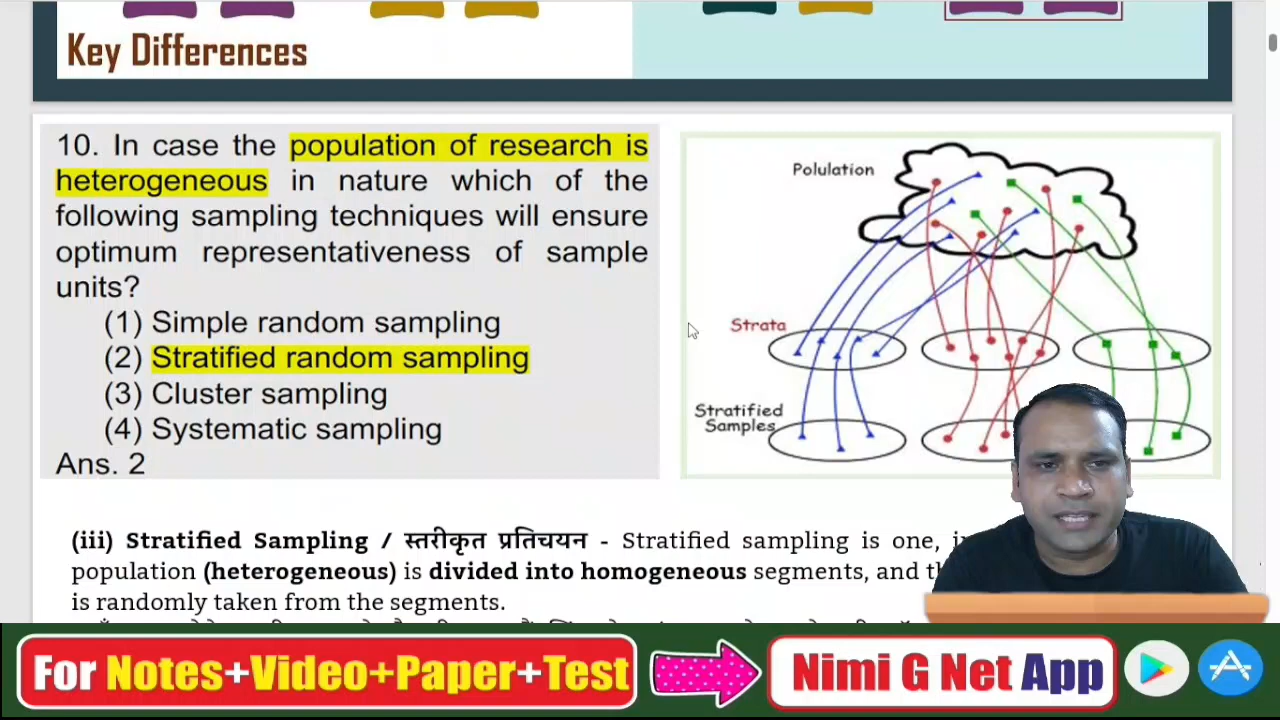 Key Differences
10. In case the population of research is
heterogeneous in nature which of the
following sampling techniques will ensure
optimum representativeness of sample
units?
(1) Simple random sampling
(2) Stratified random sampling
(3) Cluster sampling
(4) Systematic sampling
Ans. 2
Polulation
Strata
Stratified
Samples
(iii) Stratified Sampling / स्तरीकृत प्रतिचयन - Stratified sampling is one,
population (heterogeneous) is divided into homogeneous segments, and
is randomly taken from the segments.
For Notes+Video+Paper+Test
Nimi G Net App